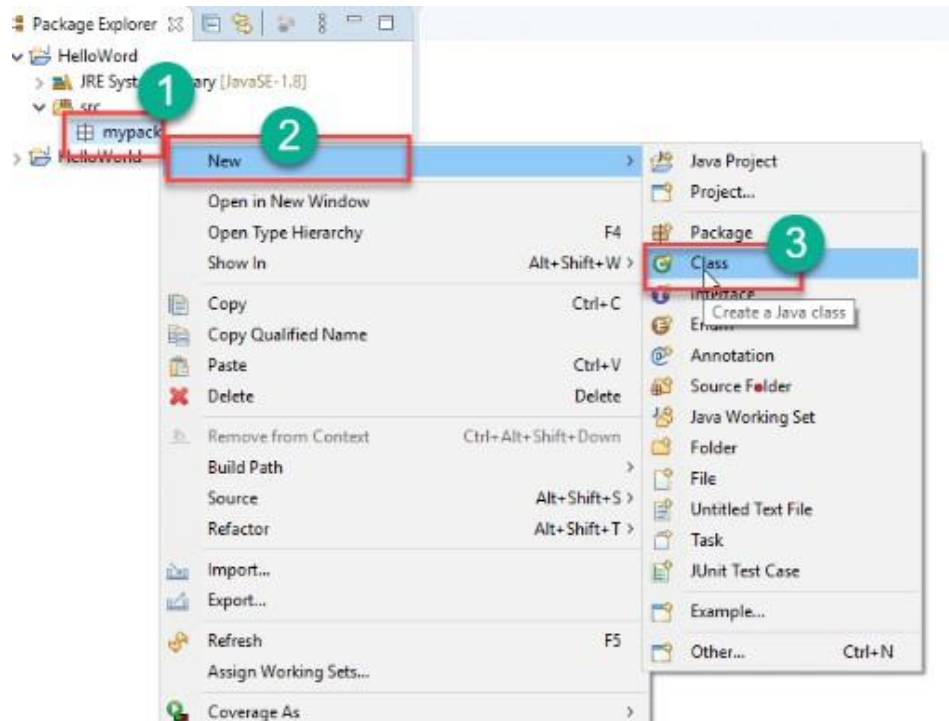 Package Explorer
HelloWord
JRE Syst ary [JavaSE-1.8]
1
src
2
mypack
HelloWorld
New
Java Project
Project...
Open in New Window
Open Type Hierarchy F4
Package
3
Show In Alt+Shift+W
Class
Interface
Create a Java class
Copy Ctrl+C
Enum
Copy Qualified Name
Annotation
Paste Ctrl+V
Source Folder
Delete Delete
Java Working Set
Remove from Context Ctrl+Alt+Shift+Down
Folder
Build Path
File
Source Alt+Shift+S
Untitled Text File
Refactor Alt+Shift+T
Task
Import...
JUnit Test Case
Export...
Example...
Refresh F5
Other... Ctrl+N
Assign Working Sets...
Coverage As